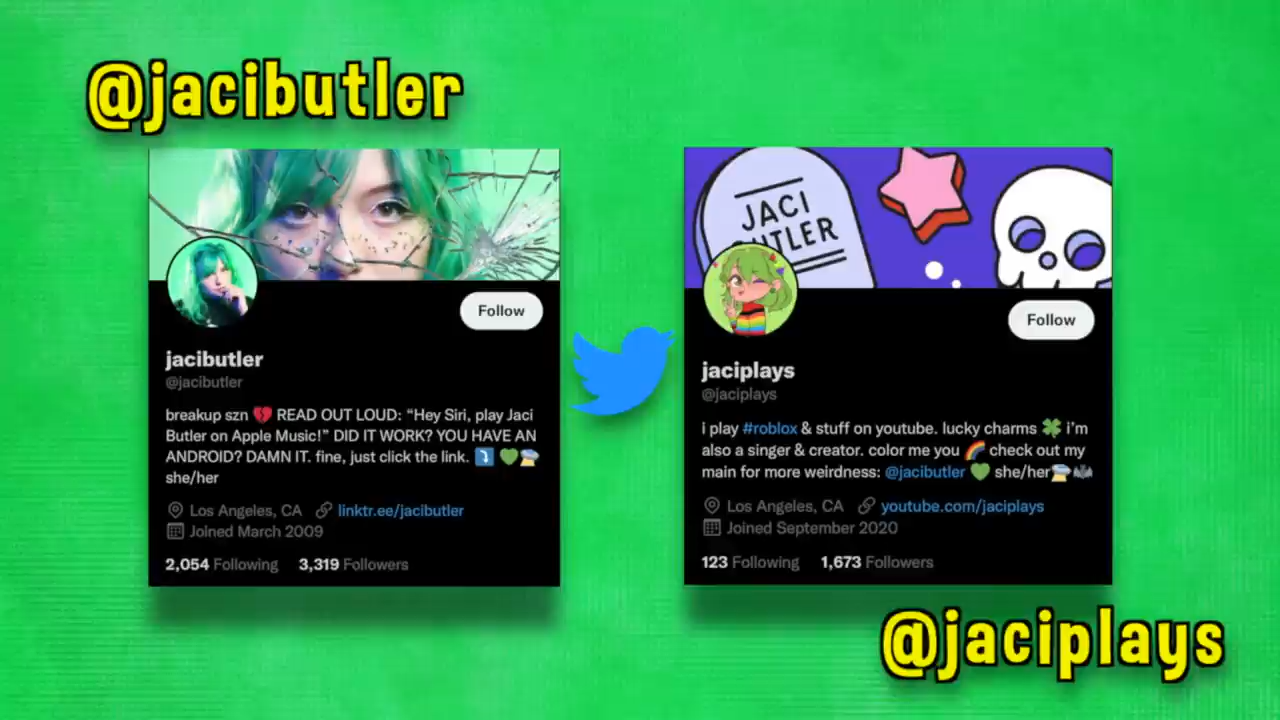 @jacibutler
Follow
jacibutler
@jacibutler
breakup szn 💔 READ OUT LOUD: “Hey Siri, play Jaci
Butler on Apple Music!” DID IT WORK? YOU HAVE AN
ANDROID? DAMN IT. fine, just click the link. ⤵️ 💚🛸
she/her
Los Angeles, CA linktr.ee/jacibutler
Joined March 2009
2,054 Following 3,319 Followers
JACI
BUTLER
Follow
jaciplays
@jaciplays
i play #roblox & stuff on youtube. lucky charms 🍀 i’m
also a singer & creator. color me you 🌈 check out my
main for more weirdness: @jacibutler 💚 she/her🛸🦇
Los Angeles, CA youtube.com/jaciplays
Joined September 2020
123 Following 1,673 Followers
@jaciplays